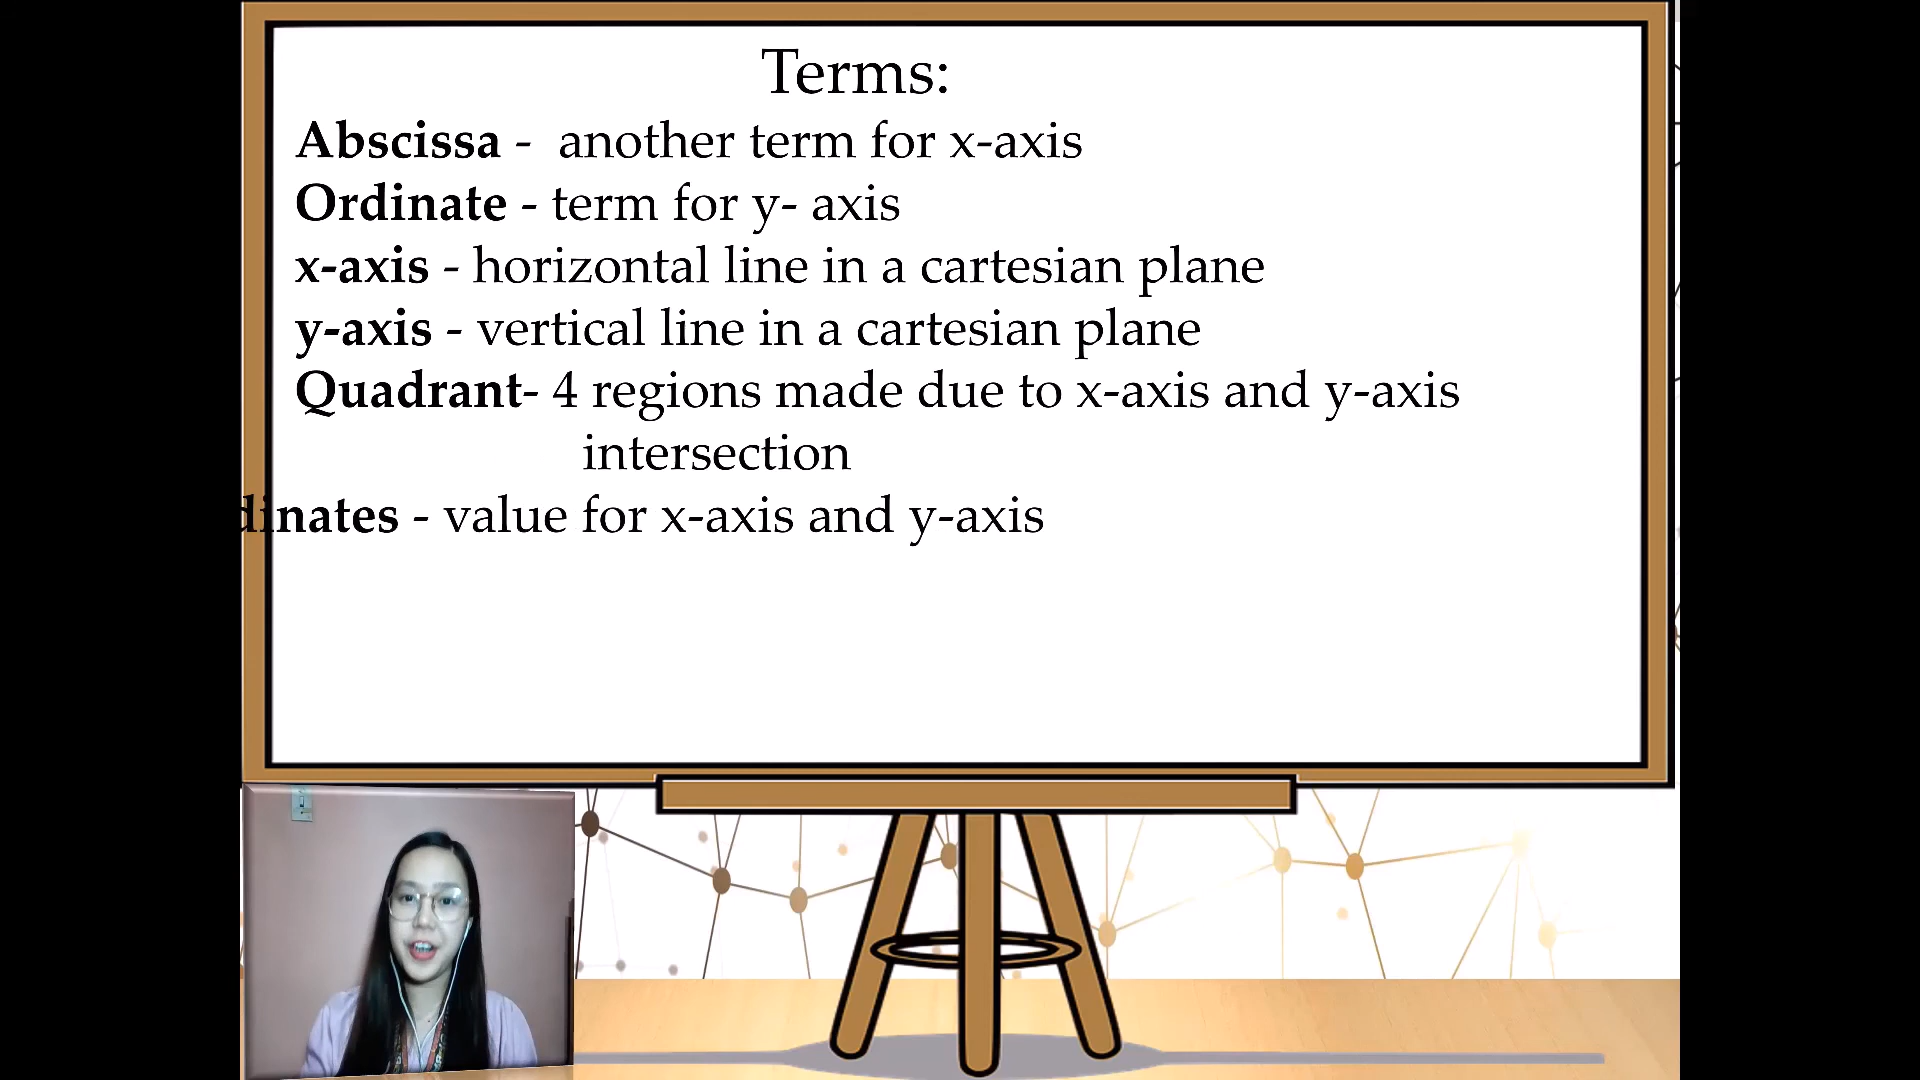 Terms:
Abscissa - another term for x-axis
Ordinate - term for y- axis
x-axis - horizontal line in a cartesian plane
y-axis - vertical line in a cartesian plane
Quadrant- 4 regions made due to x-axis and y-axis
intersection
dinates - value for x-axis and y-axis